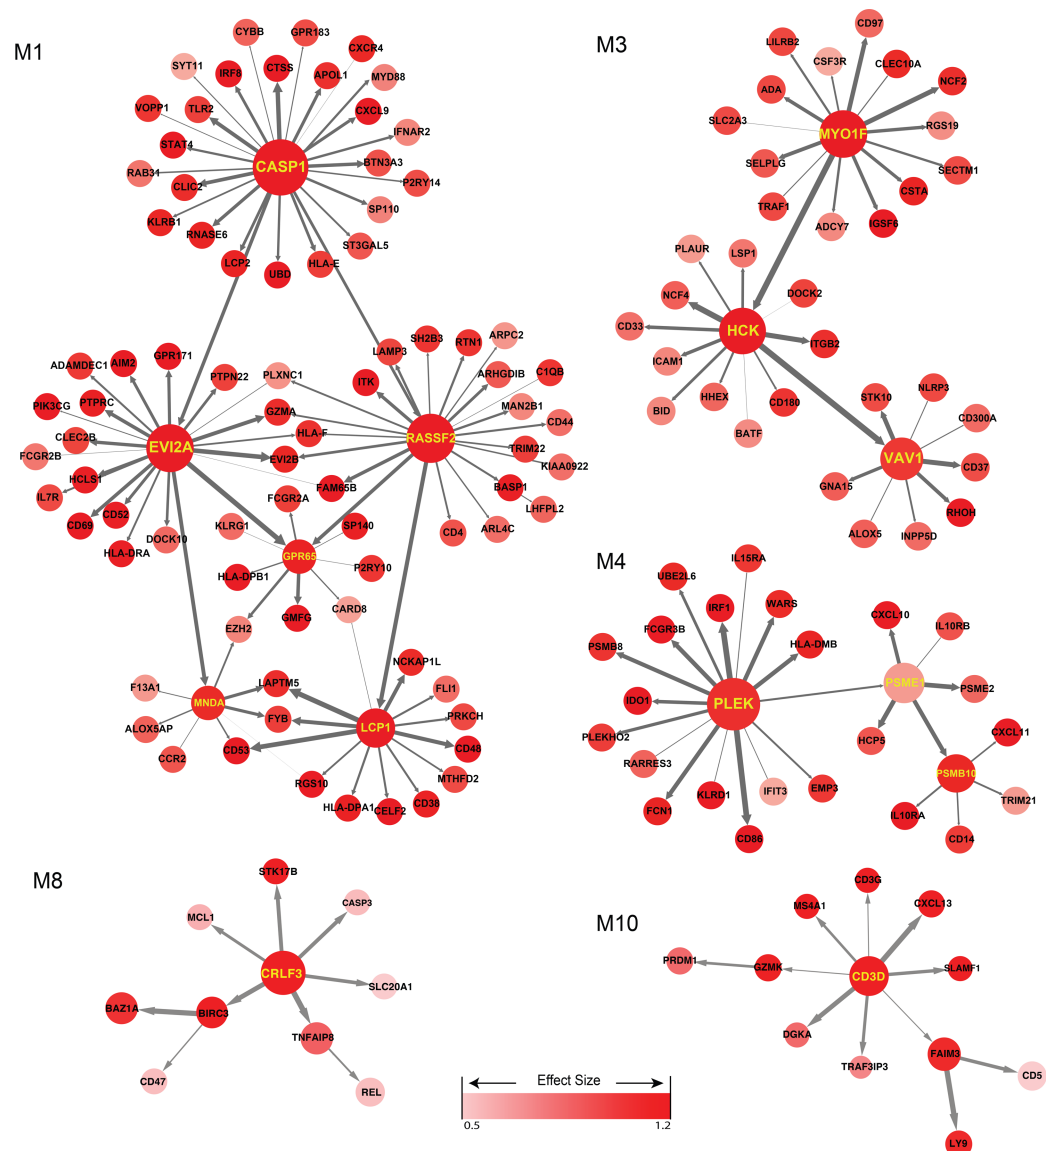 M1
CYBB
GPR183
CXCR4
SYT11
IRF8
CTSS
APOL1
MYD88
VOPP1
TLR2
CXCL9
IFNAR2
STAT4
CASP1
BTN3A3
RAB31
CLIC2
P2RY14
SP110
KLRB1
RNASE6
ST3GAL5
LCP2
UBD
HLA-E
ADAMDEC1
AIM2
GPR171
PTPN22
PLXNC1
LAMP3
SH2B3
RTN1
ARPC2
ITK
ARHGDIB
C1QB
PIK3CG
PTPRC
GZMA
MAN2B1
CD44
CLEC2B
EVI2A
HLA-F
RASSF2
FCGR2B
EVI2B
TRIM22
KIAA0922
HCLS1
FAM65B
BASP1
IL7R
CD69
CD52
FCGR2A
LHFPL2
HLA-DRA
DOCK10
KLRG1
SP140
CD4
ARL4C
GPR65
HLA-DPB1
P2RY10
GMFG
CARD8
EZH2
NCKAP1L
F13A1
LAPTM5
FLI1
MNDA
ALOX5AP
FYB
LCP1
PRKCH
CCR2
CD53
CD48
RGS10
MTHFD2
HLA-DPA1
CELF2
CD38
M3
CD97
LILRB2
CSF3R
CLEC10A
ADA
NCF2
SLC2A3
MYO1F
RGS19
SELPLG
SECTM1
TRAF1
CSTA
ADCY7
IGSF6
PLAUR
LSP1
NCF4
DOCK2
CD33
HCK
ITGB2
ICAM1
BID
HHEX
CD180
BATF
STK10
NLRP3
CD300A
VAV1
CD37
GNA15
RHOH
ALOX5
INPP5D
M4
IL15RA
UBE2L6
IRF1
WARS
CXCL10
IL10RB
FCGR3B
PSMB8
HLA-DMB
IDO1
PLEK
PSME1
PSME2
PLEKHO2
HCP5
CXCL11
RARRES3
PSMB10
KLRD1
IFIT3
EMP3
TRIM21
FCN1
IL10RA
CD86
CD14
M8
STK17B
MCL1
CASP3
CRLF3
SLC20A1
BAZ1A
BIRC3
TNFAIP8
CD47
REL
M10
CD3G
MS4A1
CXCL13
PRDM1
GZMK
CD3D
SLAMF1
DGKA
TRAF3IP3
FAIM3
CD5
LY9
Effect Size
0.5
1.2